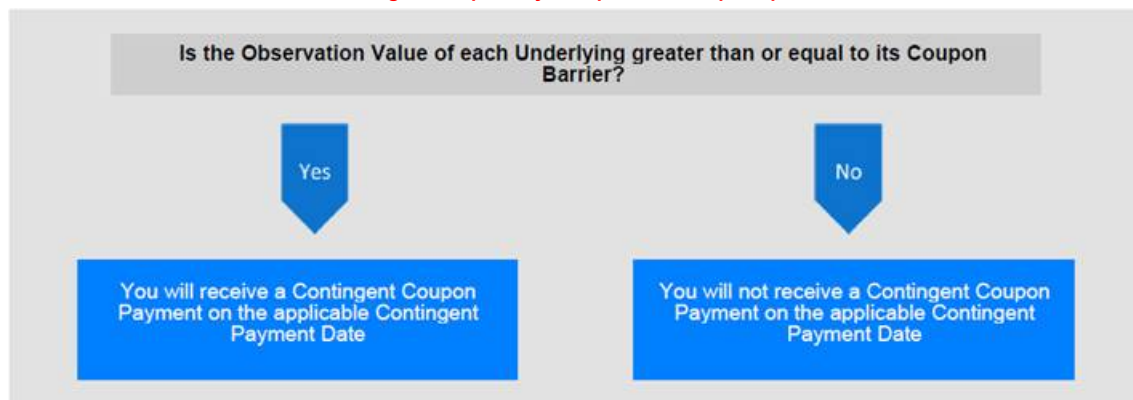 Is the Observation Value of each Underlying greater than or equal to its Coupon
Barrier?
Yes
No
You will receive a Contingent Coupon
Payment on the applicable Contingent
Payment Date
You will not receive a Contingent Coupon
Payment on the applicable Contingent
Payment Date